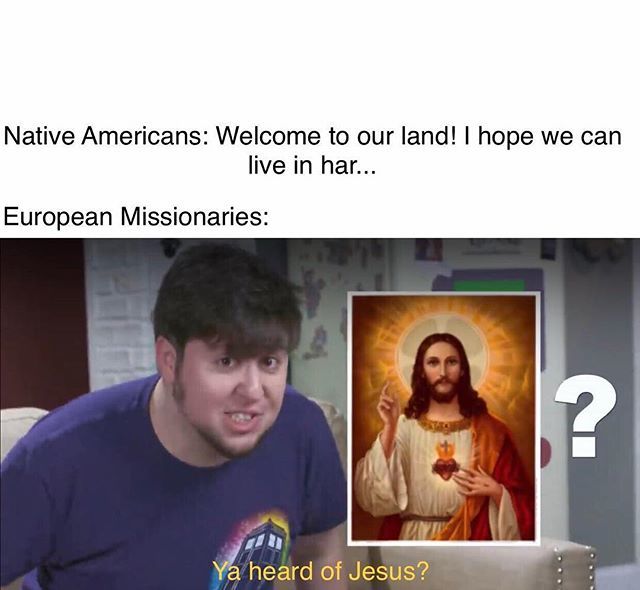 Native Americans: Welcome to our land! I hope we can
live in har...
European Missionaries:
?
Ya heard of Jesus?